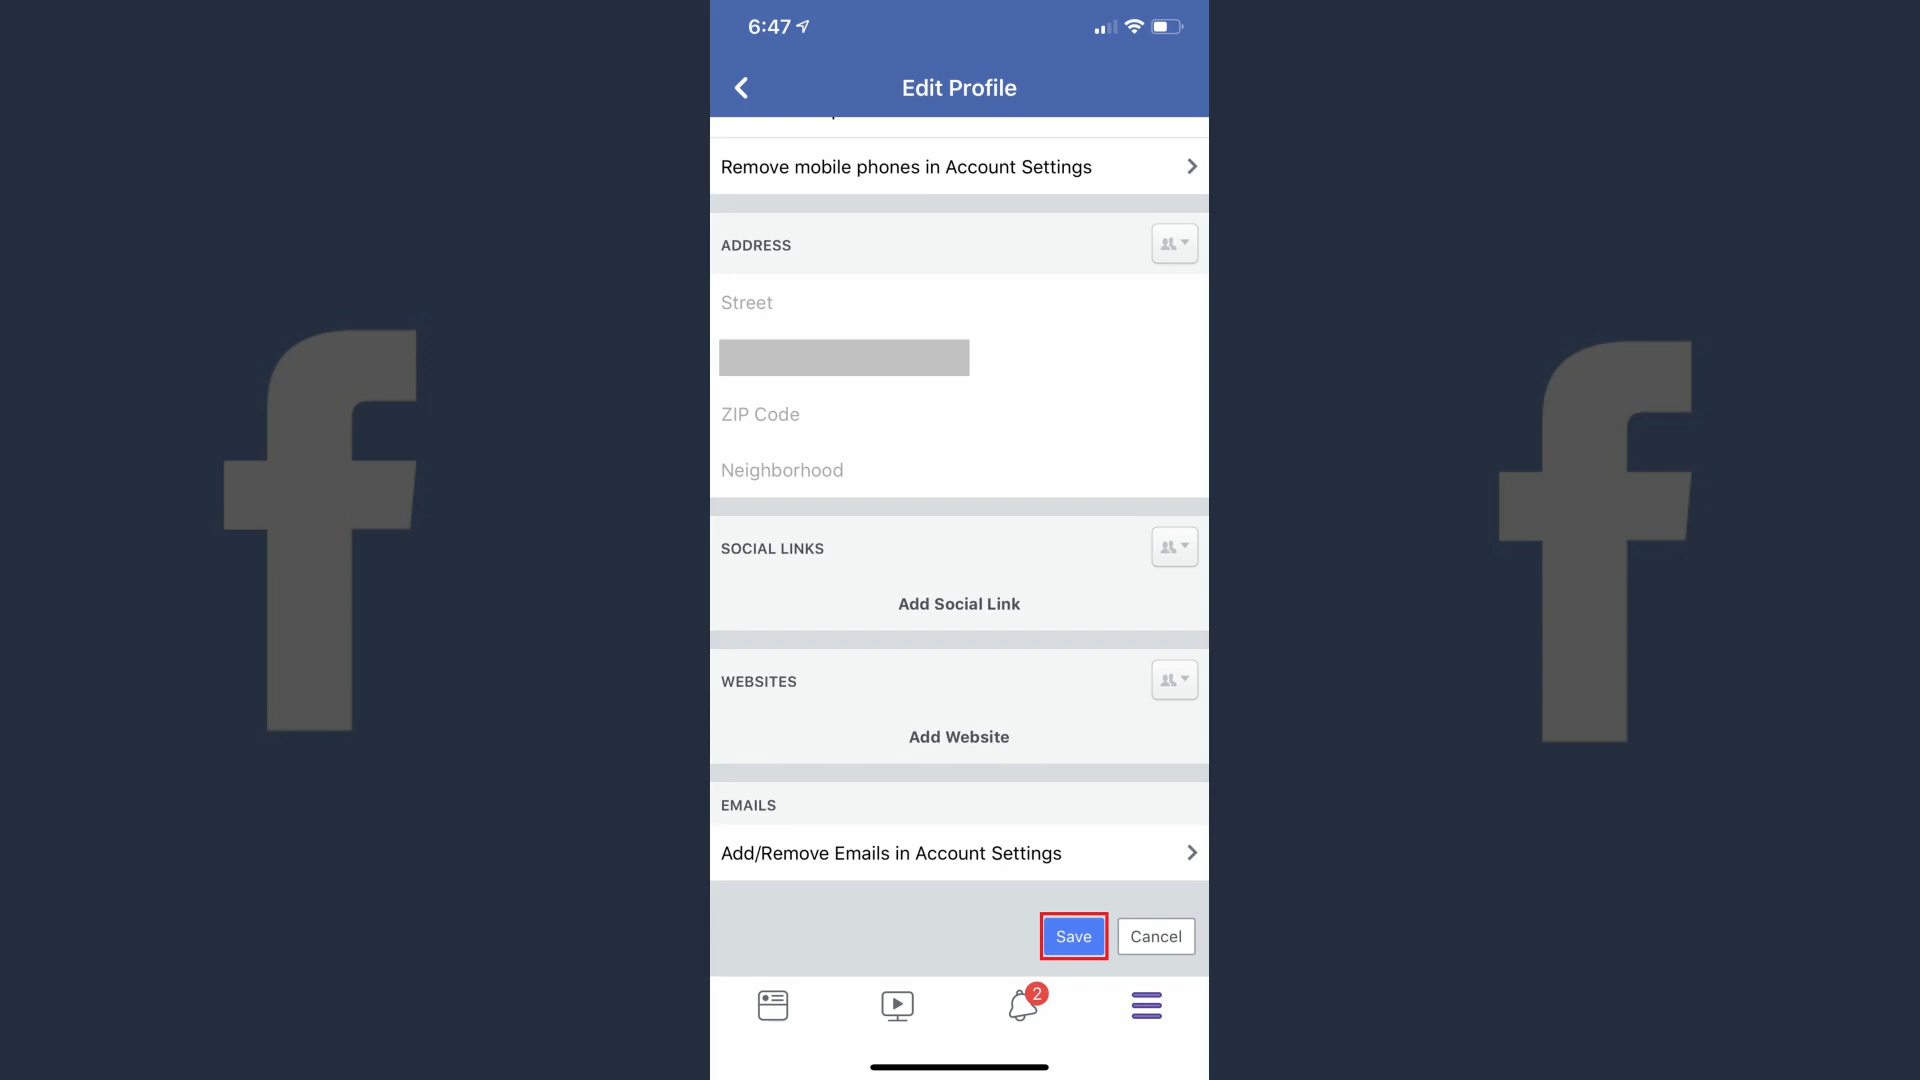 6:47
Edit Profile
Remove mobile phones in Account Settings
ADDRESS
Street
ZIP Code
Neighborhood
SOCIAL LINKS
Add Social Link
WEBSITES
Add Website
EMAILS
Add/Remove Emails in Account Settings
Save Cancel
2